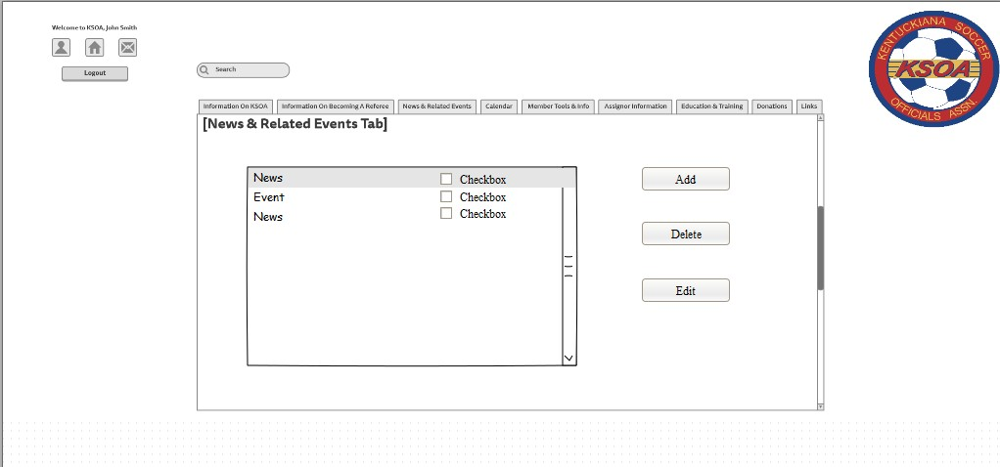 Welcome to KSOA, John Smith
Logout
Search
KENTUCKIANA SOCCER
KSOA
OFFICIALS ASSN.
Information On KSOA
Information On Becoming A Referee
News & Related Events
Calendar
Member Tools & Info
Assignor Information
Education & Training
Donations
Links
[News & Related Events Tab]
News Checkbox
Event Checkbox
News Checkbox
Add
Delete
Edit